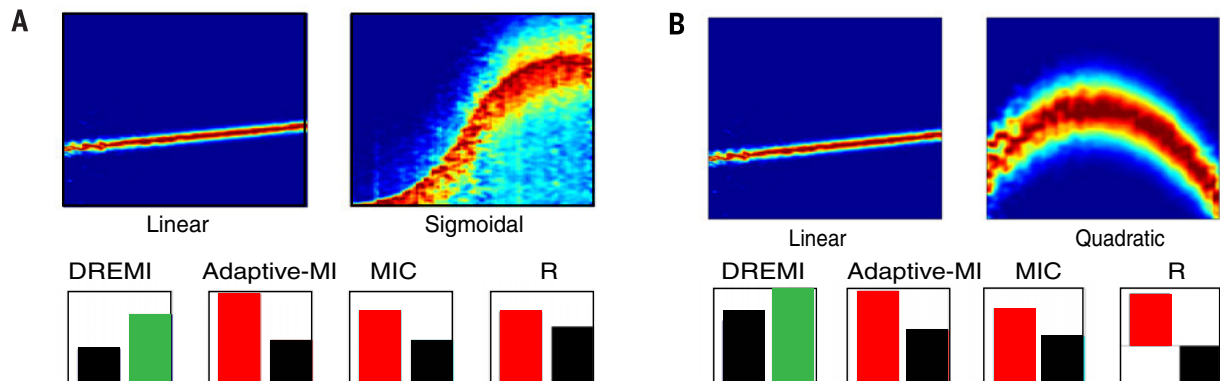 A
Linear
Sigmoidal
DREMI
Adaptive-MI
MIC
R
B
Linear
Quadratic
DREMI
Adaptive-MI
MIC
R